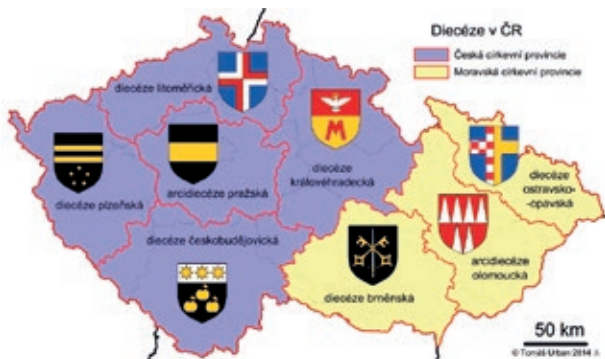 Diecéze v ČR
Česká církevní provincie
Moravská církevní provincie
diecéze litoměřická
diecéze plzeňská
arcidiecéze pražská
diecéze
královéhradecká
diecéze českobudějovická
diecéze brněnská
diecéze
ostravsko-
-opavská
arcidiecéze
olomoucká
M
50 km
© Tomáš Urban 2014